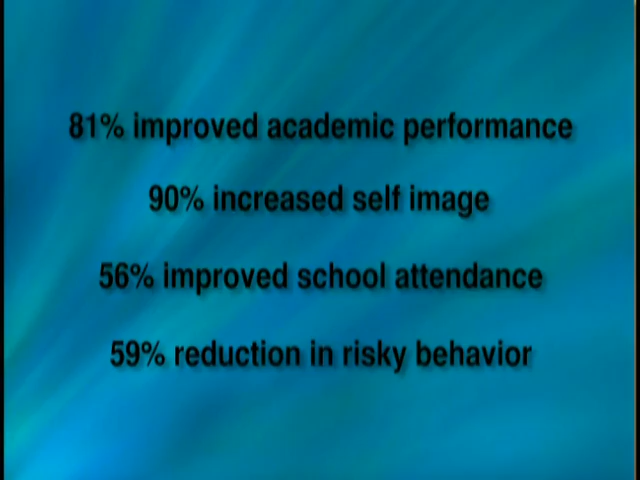 81% improved academic performance
90% increased self image
56% improved school attendance
59% reduction in risky behavior